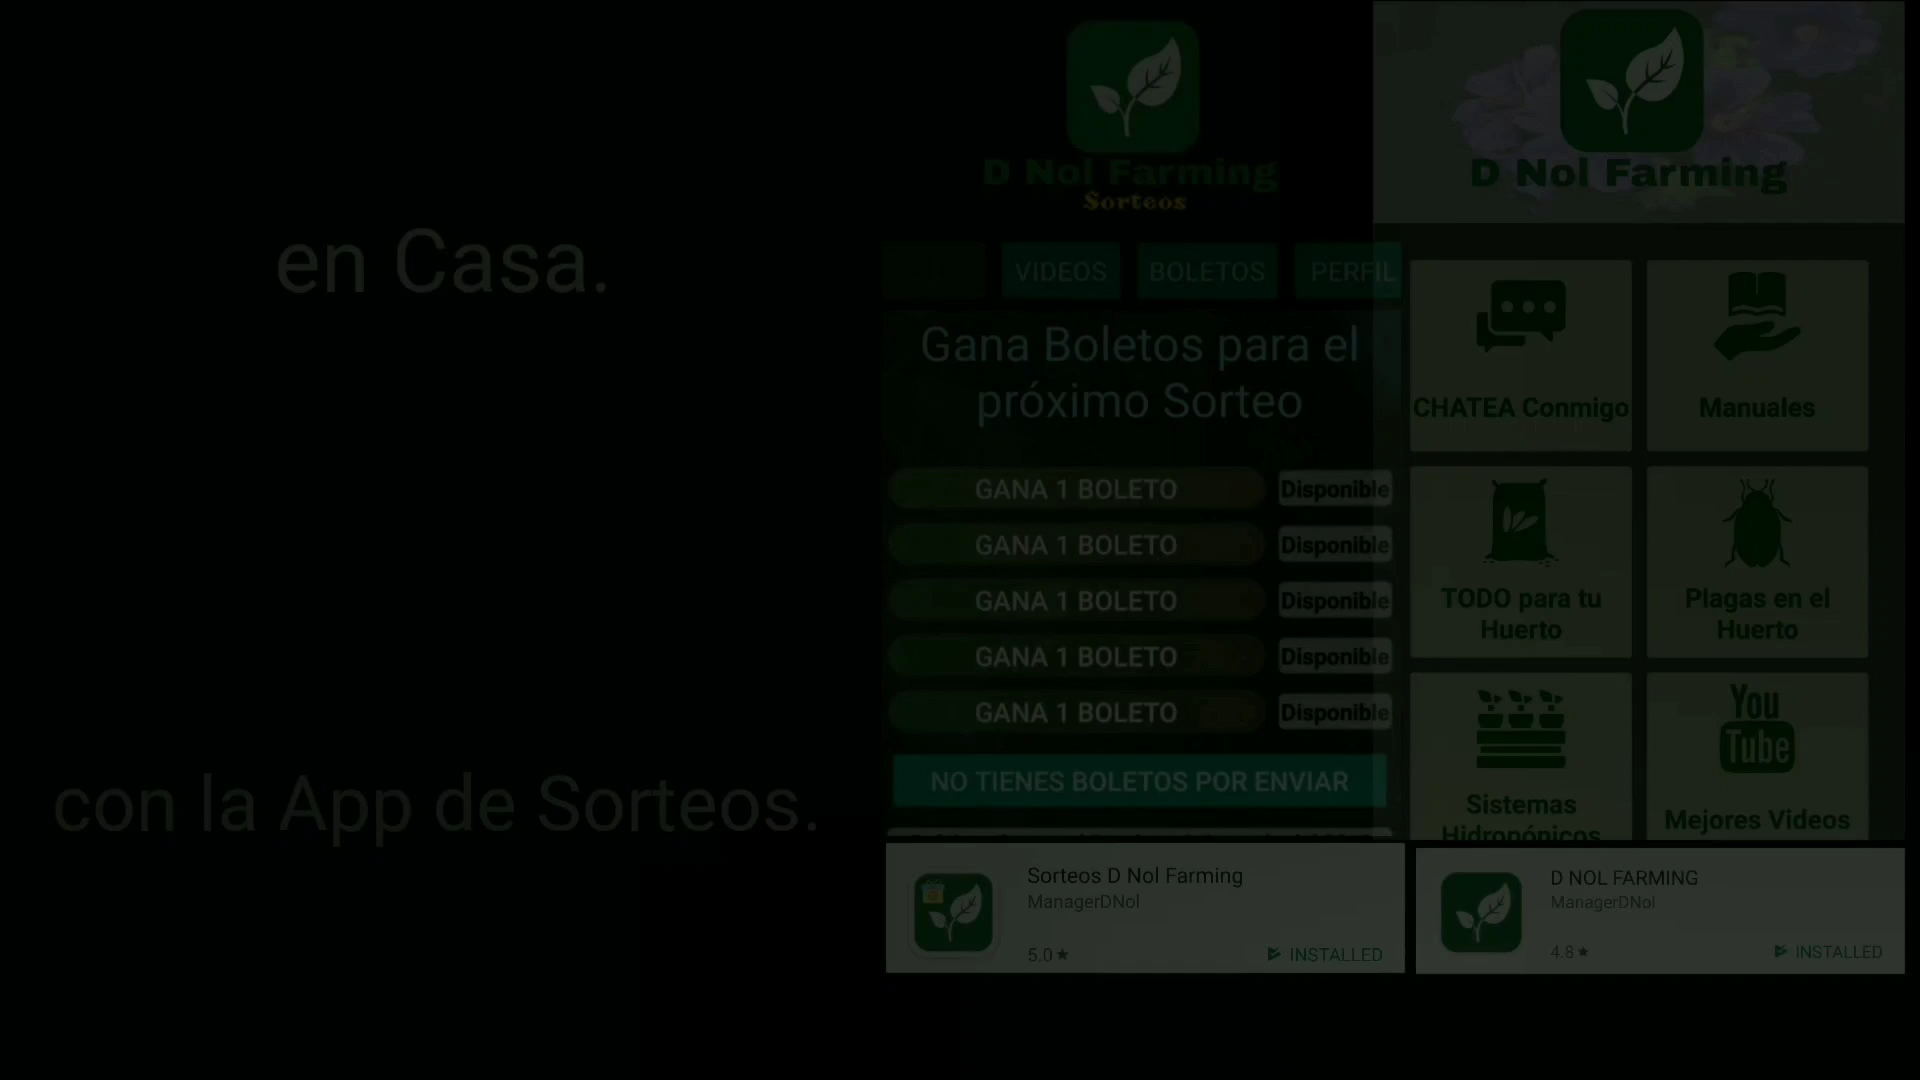 en Casa.
con la App de Sorteos.
D Nol Farming
Sorteos
VIDEOS
BOLETOS
PERFIL
Gana Boletos para el
próximo Sorteo
GANA 1 BOLETO Disponible
GANA 1 BOLETO Disponible
GANA 1 BOLETO Disponible
GANA 1 BOLETO Disponible
GANA 1 BOLETO Disponible
NO TIENES BOLETOS POR ENVIAR
Sorteos D Nol Farming
ManagerDNol
5.0★
INSTALLED
D Nol Farming
CHATEA Conmigo
Manuales
TODO para tu
Huerto
Plagas en el
Huerto
Sistemas
Hidropónicos
You
Tube
Mejores Videos
D NOL FARMING
ManagerDNol
4.8★
INSTALLED